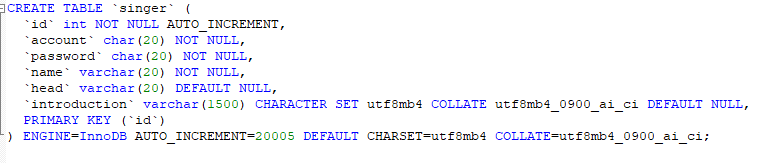 CREATE TABLE `singer` (
  `id` int NOT NULL AUTO_INCREMENT,
  `account` char(20) NOT NULL,
  `password` char(20) NOT NULL,
  `name` varchar(20) NOT NULL,
  `head` varchar(20) DEFAULT NULL,
  `introduction` varchar(1500) CHARACTER SET utf8mb4 COLLATE utf8mb4_0900_ai_ci DEFAULT NULL,
  PRIMARY KEY (`id`)
) ENGINE=InnoDB AUTO_INCREMENT=20005 DEFAULT CHARSET=utf8mb4 COLLATE=utf8mb4_0900_ai_ci;